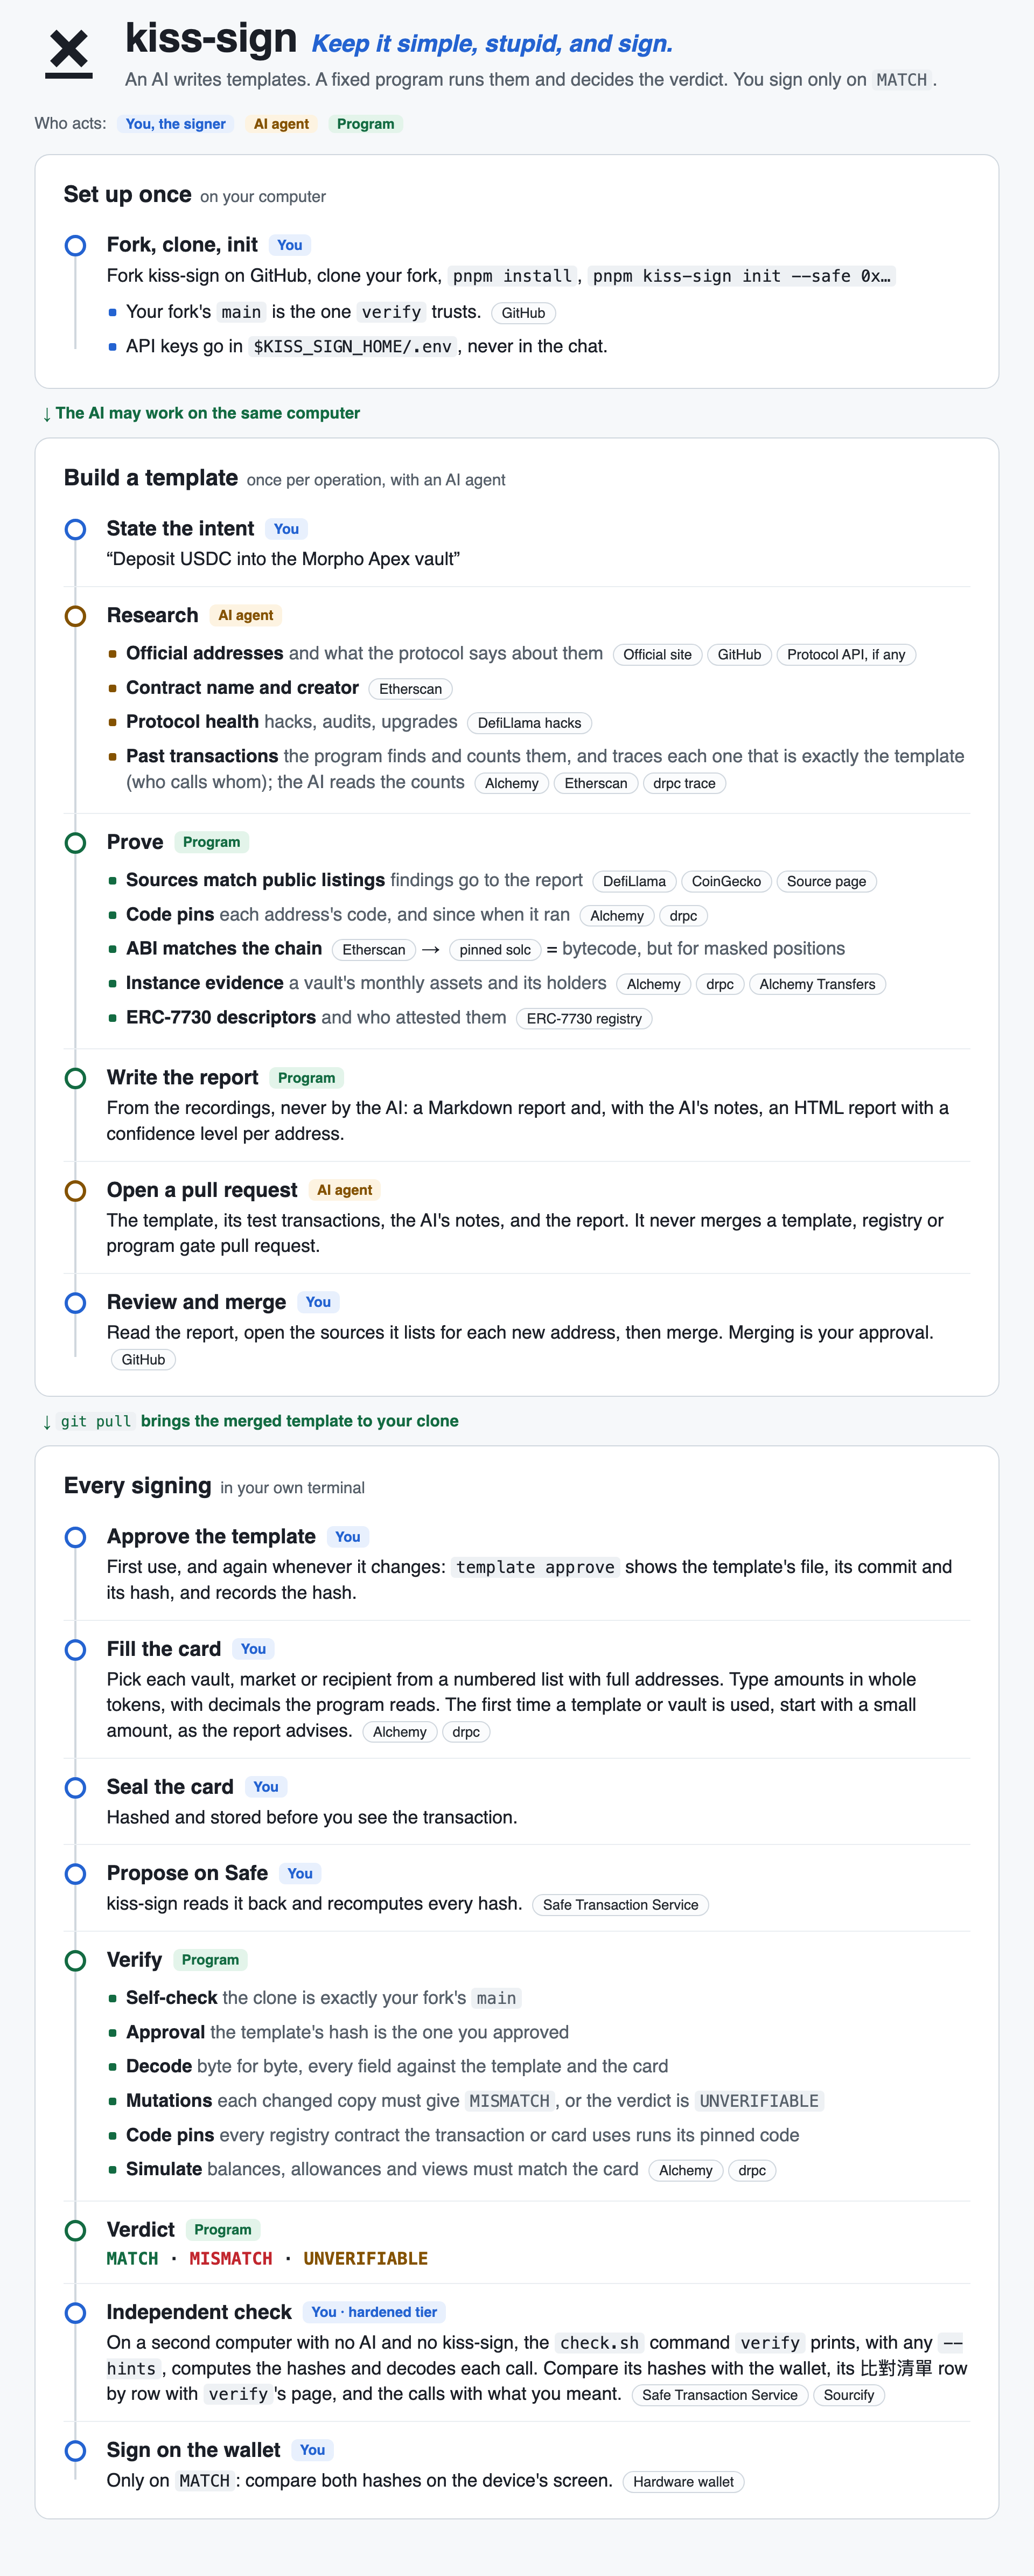 kiss-sign Keep it simple, stupid, and sign.
An AI writes templates. A fixed program runs them and decides the verdict. You sign only on MATCH.
Who acts: You, the signer AI agent Program
Set up once on your computer
Fork, clone, init You
Fork kiss-sign on GitHub, clone your fork, pnpm install, pnpm kiss-sign init --safe 0x…
Your fork's main is the one verify trusts. GitHub
API keys go in $KISS_SIGN_HOME/.env, never in the chat.
↓ The AI may work on the same computer
Build a template once per operation, with an AI agent
State the intent You
“Deposit USDC into the Morpho Apex vault”
Research AI agent
Official addresses and what the protocol says about them Official site GitHub Protocol API, if any
Contract name and creator Etherscan
Protocol health hacks, audits, upgrades DefiLlama hacks
Past transactions the program finds and counts them, and traces each one that is exactly the template
(who calls whom); the AI reads the counts Alchemy Etherscan drpc trace
Prove Program
Sources match public listings findings go to the report DefiLlama CoinGecko Source page
Code pins each address's code, and since when it ran Alchemy drpc
ABI matches the chain Etherscan → pinned solc = bytecode, but for masked positions
Instance evidence a vault's monthly assets and its holders Alchemy drpc Alchemy Transfers
ERC-7730 descriptors and who attested them ERC-7730 registry
Write the report Program
From the recordings, never by the AI: a Markdown report and, with the AI's notes, an HTML report with a
confidence level per address.
Open a pull request AI agent
The template, its test transactions, the AI's notes, and the report. It never merges a template, registry or
program gate pull request.
Review and merge You
Read the report, open the sources it lists for each new address, then merge. Merging is your approval.
GitHub
↓ git pull brings the merged template to your clone
Every signing in your own terminal
Approve the template You
First use, and again whenever it changes: template approve shows the template's file, its commit and
its hash, and records the hash.
Fill the card You
Pick each vault, market or recipient from a numbered list with full addresses. Type amounts in whole
tokens, with decimals the program reads. The first time a template or vault is used, start with a small
amount, as the report advises. Alchemy drpc
Seal the card You
Hashed and stored before you see the transaction.
Propose on Safe You
kiss-sign reads it back and recomputes every hash. Safe Transaction Service
Verify Program
Self-check the clone is exactly your fork's main
Approval the template's hash is the one you approved
Decode byte for byte, every field against the template and the card
Mutations each changed copy must give MISMATCH, or the verdict is UNVERIFIABLE
Code pins every registry contract the transaction or card uses runs its pinned code
Simulate balances, allowances and views must match the card Alchemy drpc
Verdict Program
MATCH · MISMATCH · UNVERIFIABLE
Independent check You · hardened tier
On a second computer with no AI and no kiss-sign, the check.sh command verify prints, with any --
hints, computes the hashes and decodes each call. Compare its hashes with the wallet, its 比對清單 row
by row with verify's page, and the calls with what you meant. Safe Transaction Service Sourcify
Sign on the wallet You
Only on MATCH: compare both hashes on the device's screen. Hardware wallet